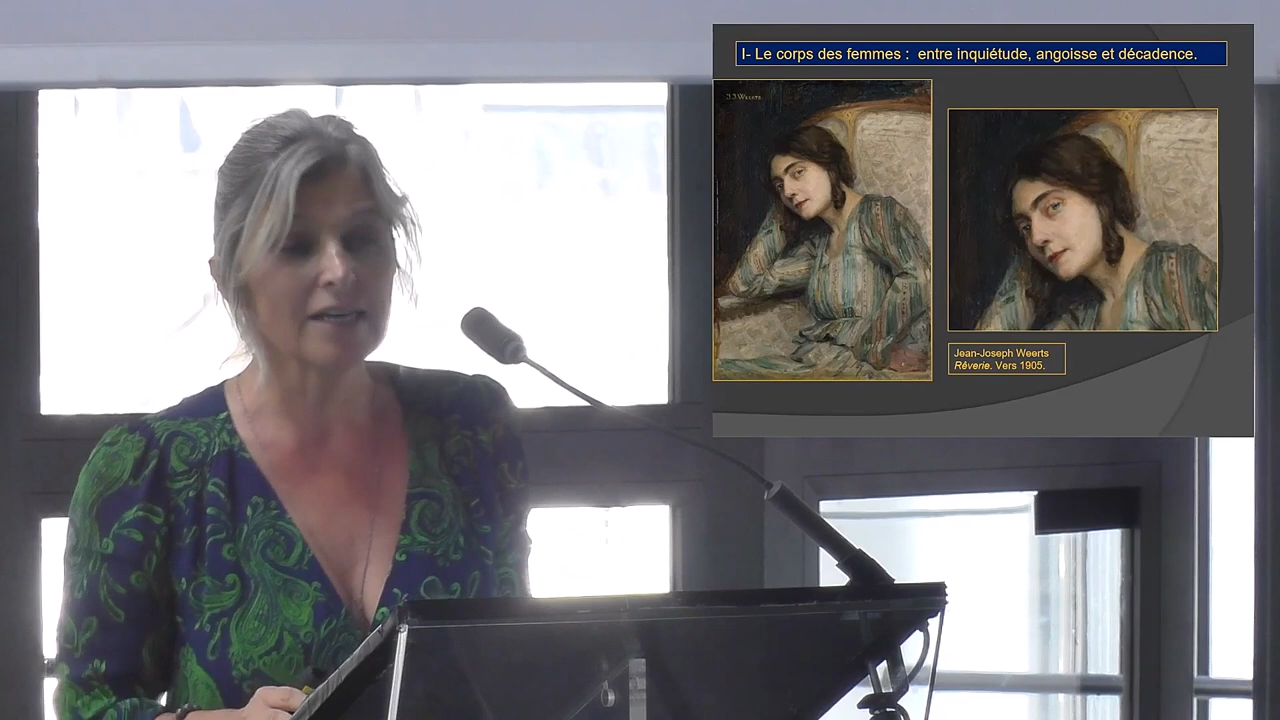 I- Le corps des femmes :  entre inquiétude, angoisse et décadence.
J.J. WEERTS.
Jean-Joseph Weerts
Rêverie. Vers 1905.